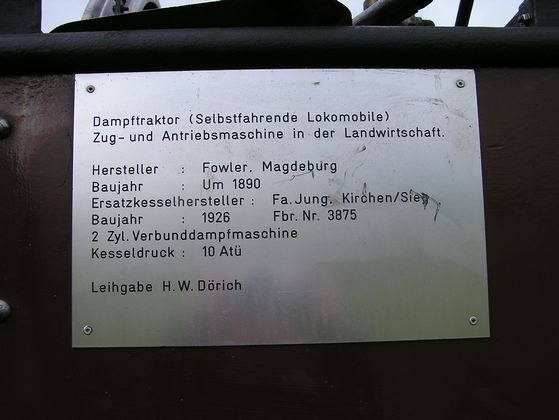 Dampftraktor (Selbstfahrende Lokomobile)
Zug- und Antriebsmaschine in der Landwirtschaft.
Hersteller : Fowler, Magdeburg
Baujahr : Um 1890
Ersatzkesselhersteller : Fa. Jung, Kirchen/Sieg
Baujahr : 1926 Fbr. Nr. 3875
2 Zyl. Verbunddampfmaschine
Kesseldruck : 10 Atü
Leihgabe H.W. Dörich